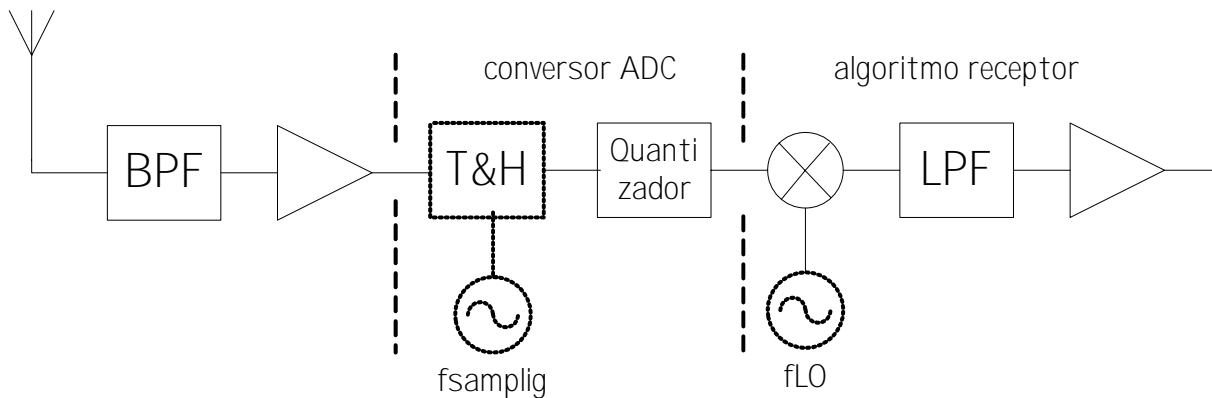 conversor ADC
algoritmo receptor
BPF
T&H
Quanti
zador
LPF
fsamplig
fLO